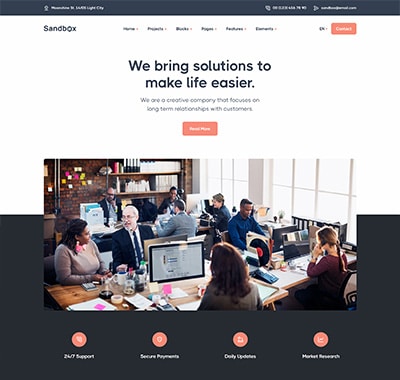 Moonshine St. 14/05 Light City
00 (123) 456 78 90
sandbox@email.com
Sandbox
Home
Projects
Blocks
Pages
Features
Elements
EN
Contact
We bring solutions to
make life easier.
We are a creative company that focuses on
long term relationships with customers.
Read More
24/7 Support
Secure Payments
Daily Updates
Market Research